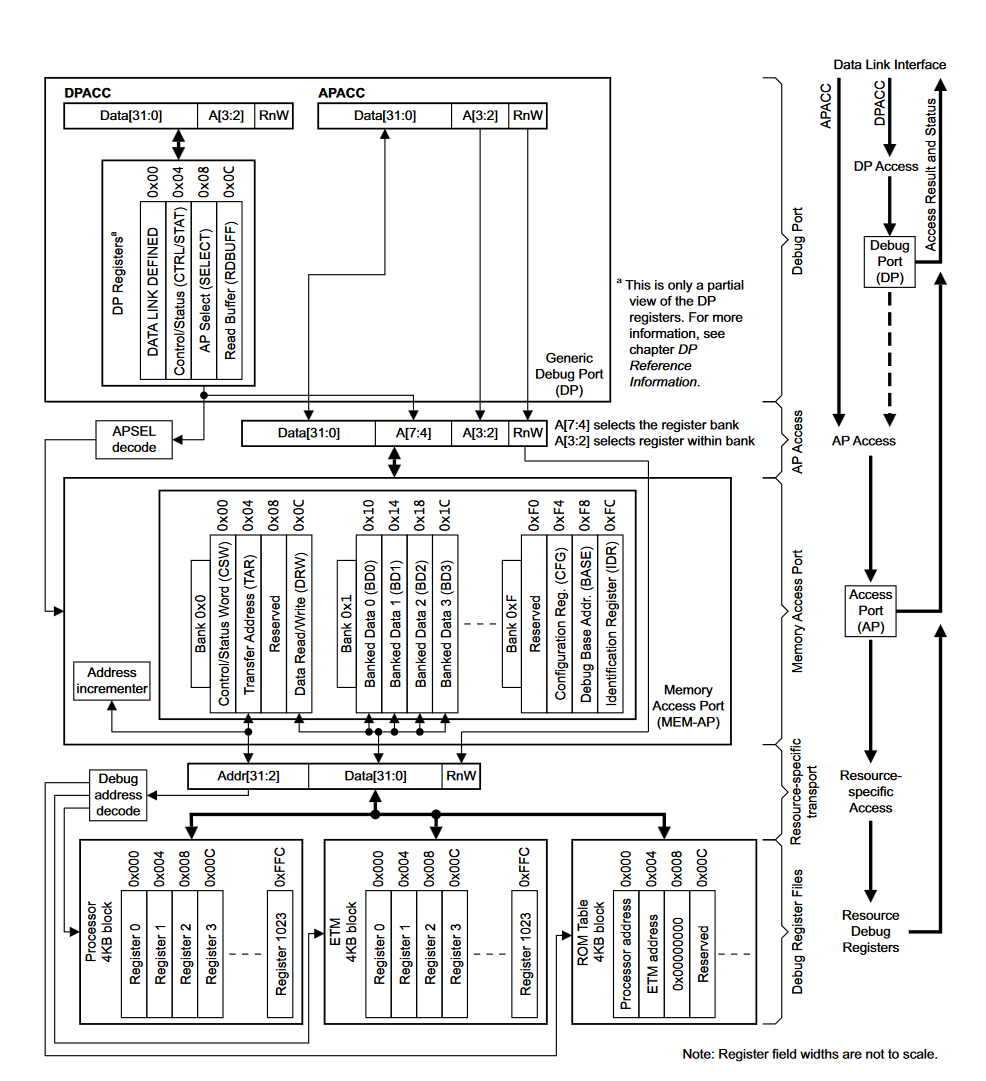 Data Link Interface
DPACC
APACC
Data[31:0]
A[3:2]
RnW
Data[31:0]
A[3:2]
RnW
APACC
DPACC
Access Result and Status
DP Access
Debug
Port
(DP)
Debug Port
DP Registersᵃ
0x00
0x04
0x08
0x0C
DATA LINK DEFINED
Control/Status (CTRL/STAT)
AP Select (SELECT)
Read Buffer (RDBUFF)
ᵃ This is only a partial
view of the DP
registers. For more
information, see
chapter DP
Reference
Information.
Generic
Debug Port
(DP)
APSEL
decode
Data[31:0]
A[7:4]
A[3:2]
RnW
A[7:4] selects the register bank
A[3:2] selects register within bank
AP Access
AP Access
Bank 0x0
0x00
0x04
0x08
0x0C
Control/Status Word (CSW)
Transfer Address (TAR)
Reserved
Data Read/Write (DRW)
Bank 0x1
0x10
0x14
0x18
0x1C
Banked Data 0 (BD0)
Banked Data 1 (BD1)
Banked Data 2 (BD2)
Banked Data 3 (BD3)
Bank 0xF
0xF0
0xF4
0xF8
0xFC
Reserved
Configuration Reg. (CFG)
Debug Base Addr. (BASE)
Identification Register (IDR)
Memory Access Port
Access
Port
(AP)
Address
incrementer
Memory
Access Port
(MEM-AP)
Debug
address
decode
Addr[31:2]
Data[31:0]
RnW
Resource-specific
transport
Resource-
specific
Access
Processor
4KB block
0x000
0x004
0x008
0x00C
0xFFC
Register 0
Register 1
Register 2
Register 3
Register 1023
ETM
4KB block
0x000
0x004
0x008
0x00C
0xFFC
Register 0
Register 1
Register 2
Register 3
Register 1023
ROM Table
4KB block
0x000
0x004
0x008
0x00C
Processor address
ETM address
0x00000000
Reserved
Debug Register Files
Resource
Debug
Registers
Note: Register field widths are not to scale.